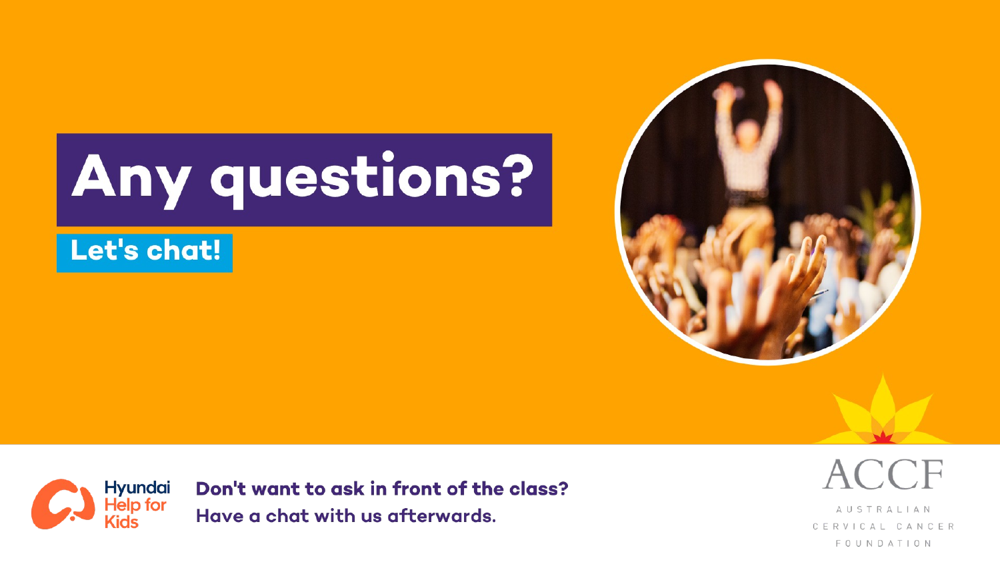 Any questions?
Let's chat!
Hyundai
Help for
Kids
Don't want to ask in front of the class?
Have a chat with us afterwards.
ACCF
AUSTRALIAN
CERVICAL CANCER
FOUNDATION